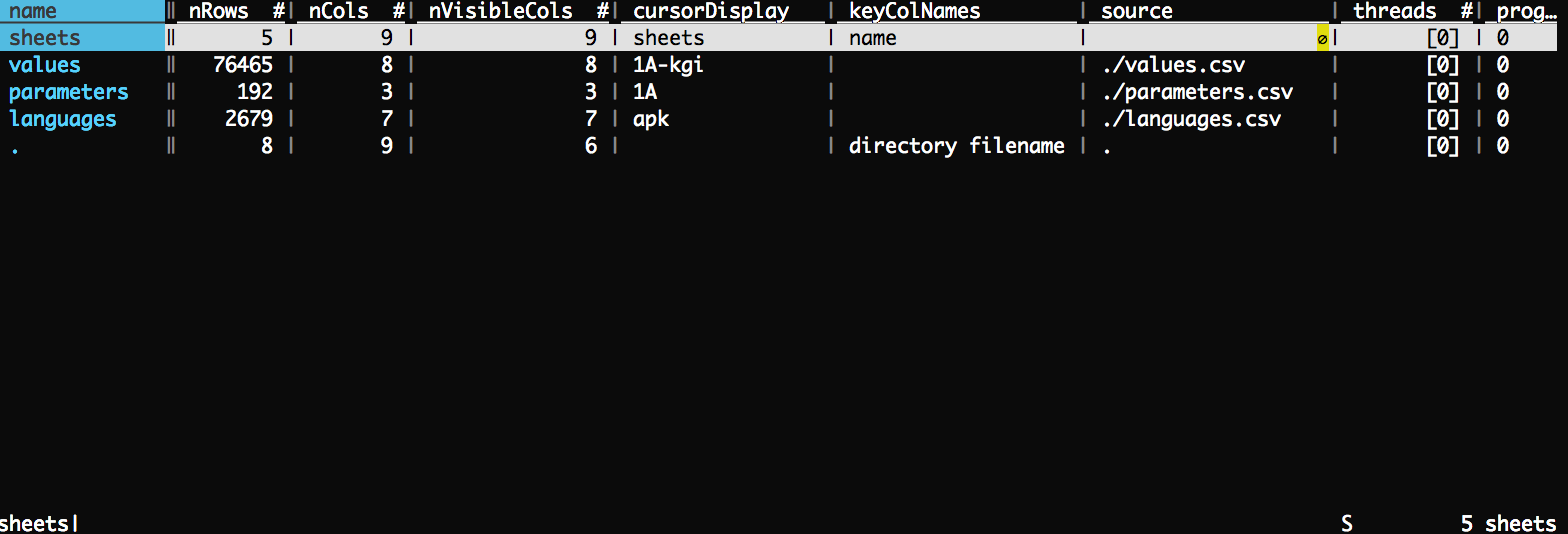 name ‖ nRows #| nCols #| nVisibleCols #| cursorDisplay | keyColNames | source | threads #| prog…
sheets ‖ 5 | 9 | 9 | sheets | name | ∅| [0] | 0
values ‖ 76465 | 8 | 8 | 1A-kgi | | ./values.csv | [0] | 0
parameters ‖ 192 | 3 | 3 | 1A | | ./parameters.csv | [0] | 0
languages ‖ 2679 | 7 | 7 | apk | | ./languages.csv | [0] | 0
. ‖ 8 | 9 | 6 | | directory filename | . | [0] | 0
sheets| S 5 sheets